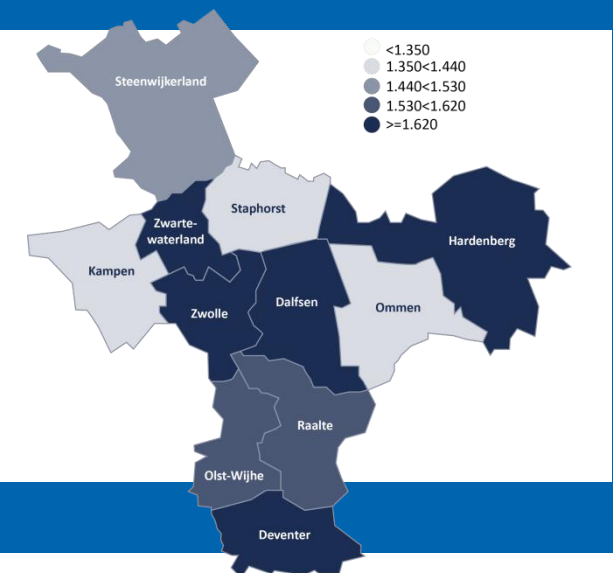 <1.350
1.350<1.440
1.440<1.530
1.530<1.620
>=1.620
Steenwijkerland
Staphorst
Zwarte-
waterland
Hardenberg
Kampen
Zwolle
Dalfsen
Ommen
Raalte
Olst-Wijhe
Deventer